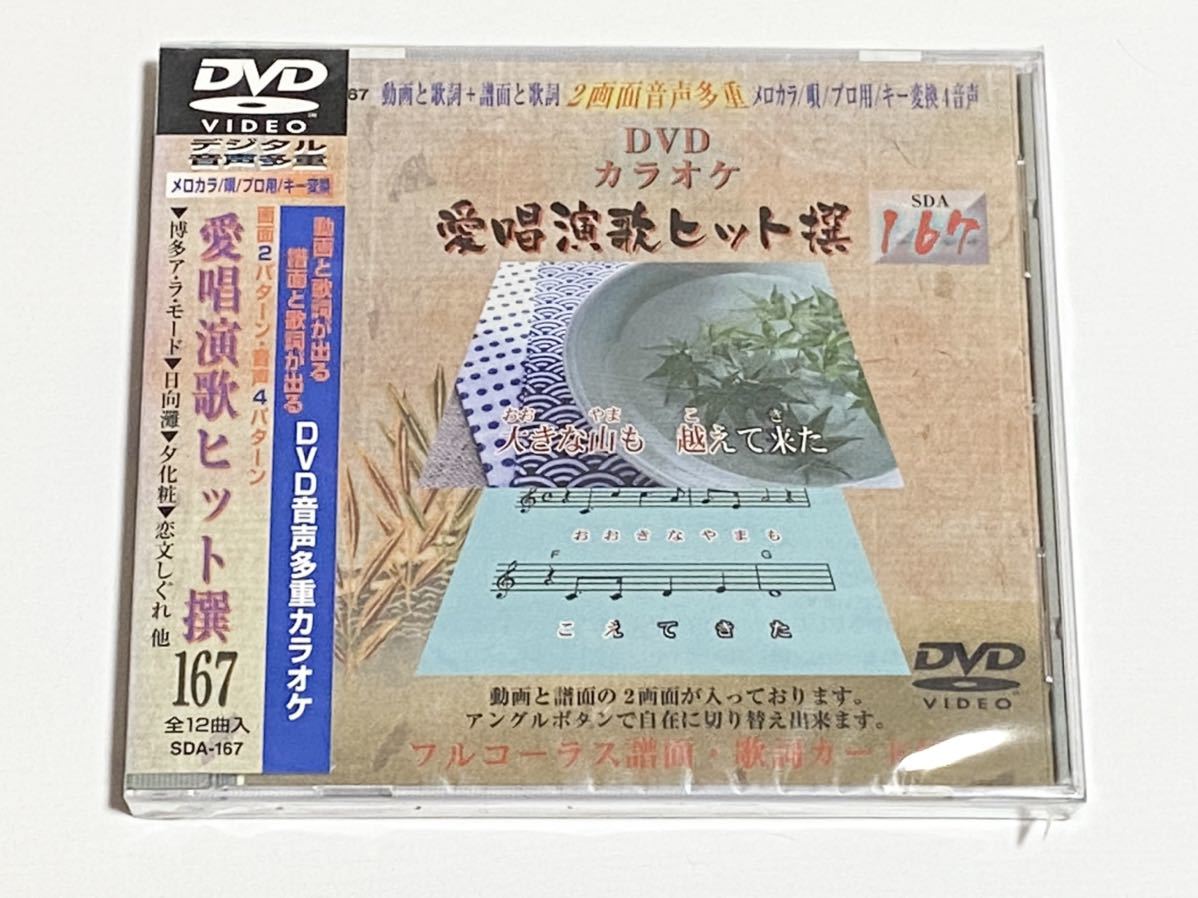 DVD
VIDEO
デジタル
音声多重
メロカラ/唄/プロ用/キー変換
動画と歌詞が出る
譜面と歌詞が出る
DVD音声多重カラオケ
画面2パターン・音声4パターン
愛唱演歌ヒット撰
167
▼博多ア・ラ・モード▼日向灘▼夕化粧▼恋文しぐれ 他
全12曲入
SDA-167
67 動画と歌詞+譜面と歌詞 2画面音声多重 メロカラ/唄/プロ用/キー変換4音声
DVD
カラオケ
愛唱演歌ヒット撰
SDA
167
おお やま こ き
大きな山も 越えて来た
おおきなやまも
F G
こえてきた
DVD
VIDEO
動画と譜面の2画面が入っております。
アングルボタンで自在に切り替え出来ます。
フルコーラス譜面・歌詞カード